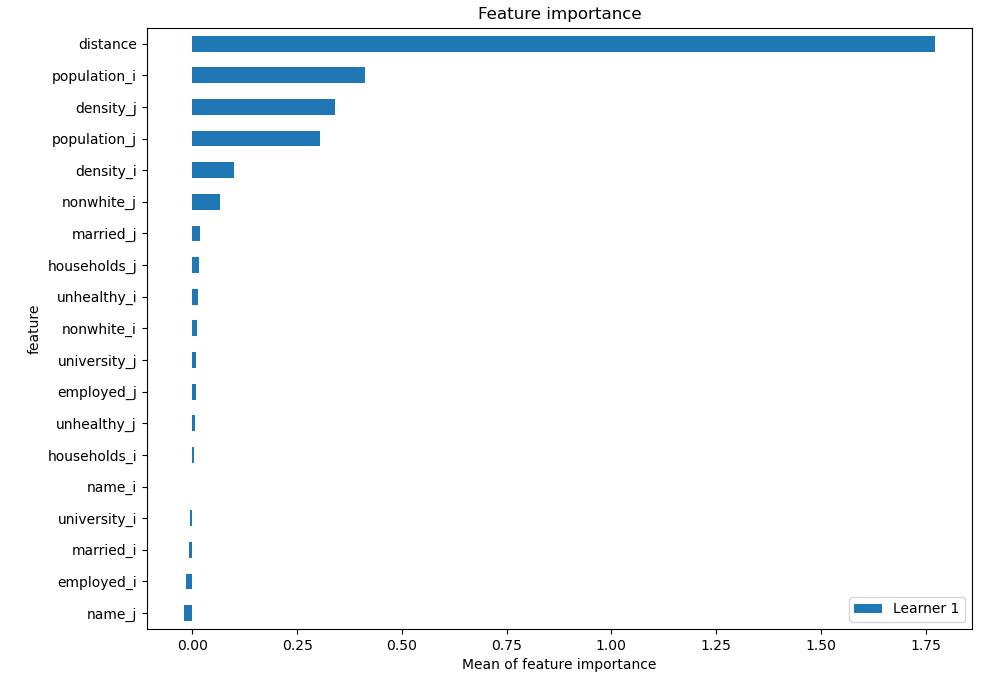 Feature importance
distance
population_i
density_j
population_j
density_i
nonwhite_j
married_j
households_j
unhealthy_i
nonwhite_i
university_j
employed_j
unhealthy_j
households_i
name_i
university_i
married_i
employed_i
name_j
feature
Learner 1
0.00 0.25 0.50 0.75 1.00 1.25 1.50 1.75
Mean of feature importance